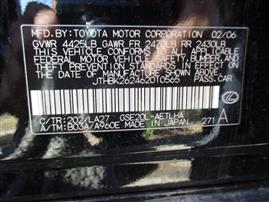 MFD.BY:TOYOTA MOTOR CORPORATION 02/06
GVWR 4425LB GAWR FR 2470LB RR 2430LB
THIS VEHICLE CONFORMS TO ALL APPLICABLE
FEDERAL MOTOR VEHICLE SAFETY, BUMPER, AND
THEFT PREVENTION STANDARDS IN EFFECT ON
THE DATE OF MANUFACTURE SHOWN ABOVE.
JTHBK262462010565 PASS.CAR
C/TR:202/LA27 GSE20L-AETLHA
A/TM:B03A/A960E MADE IN JAPAN 271
A